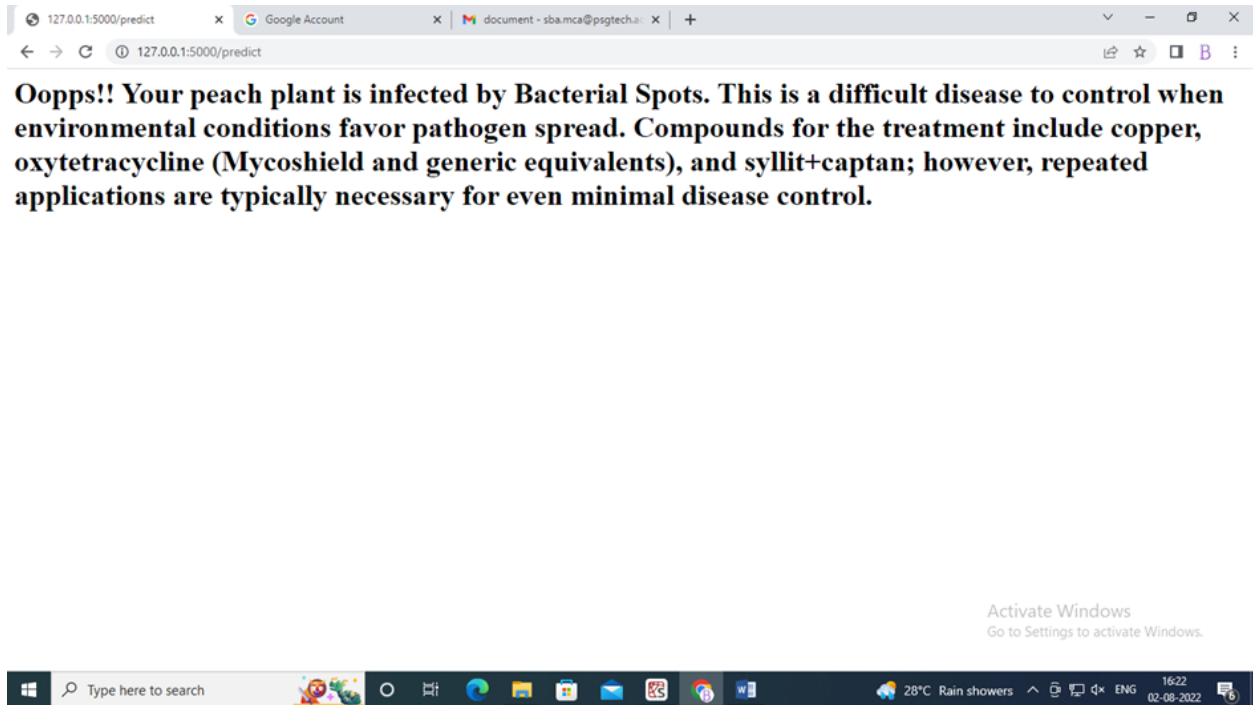 127.0.0.1:5000/predict
Google Account
document - sba.mca@psgtech.ac
127.0.0.1:5000/predict
Oopps!! Your peach plant is infected by Bacterial Spots. This is a difficult disease to control when
environmental conditions favor pathogen spread. Compounds for the treatment include copper,
oxytetracycline (Mycoshield and generic equivalents), and syllit+captan; however, repeated
applications are typically necessary for even minimal disease control.
Activate Windows
Go to Settings to activate Windows.
Type here to search
28°C Rain showers
ENG
16:22
02-08-2022
6